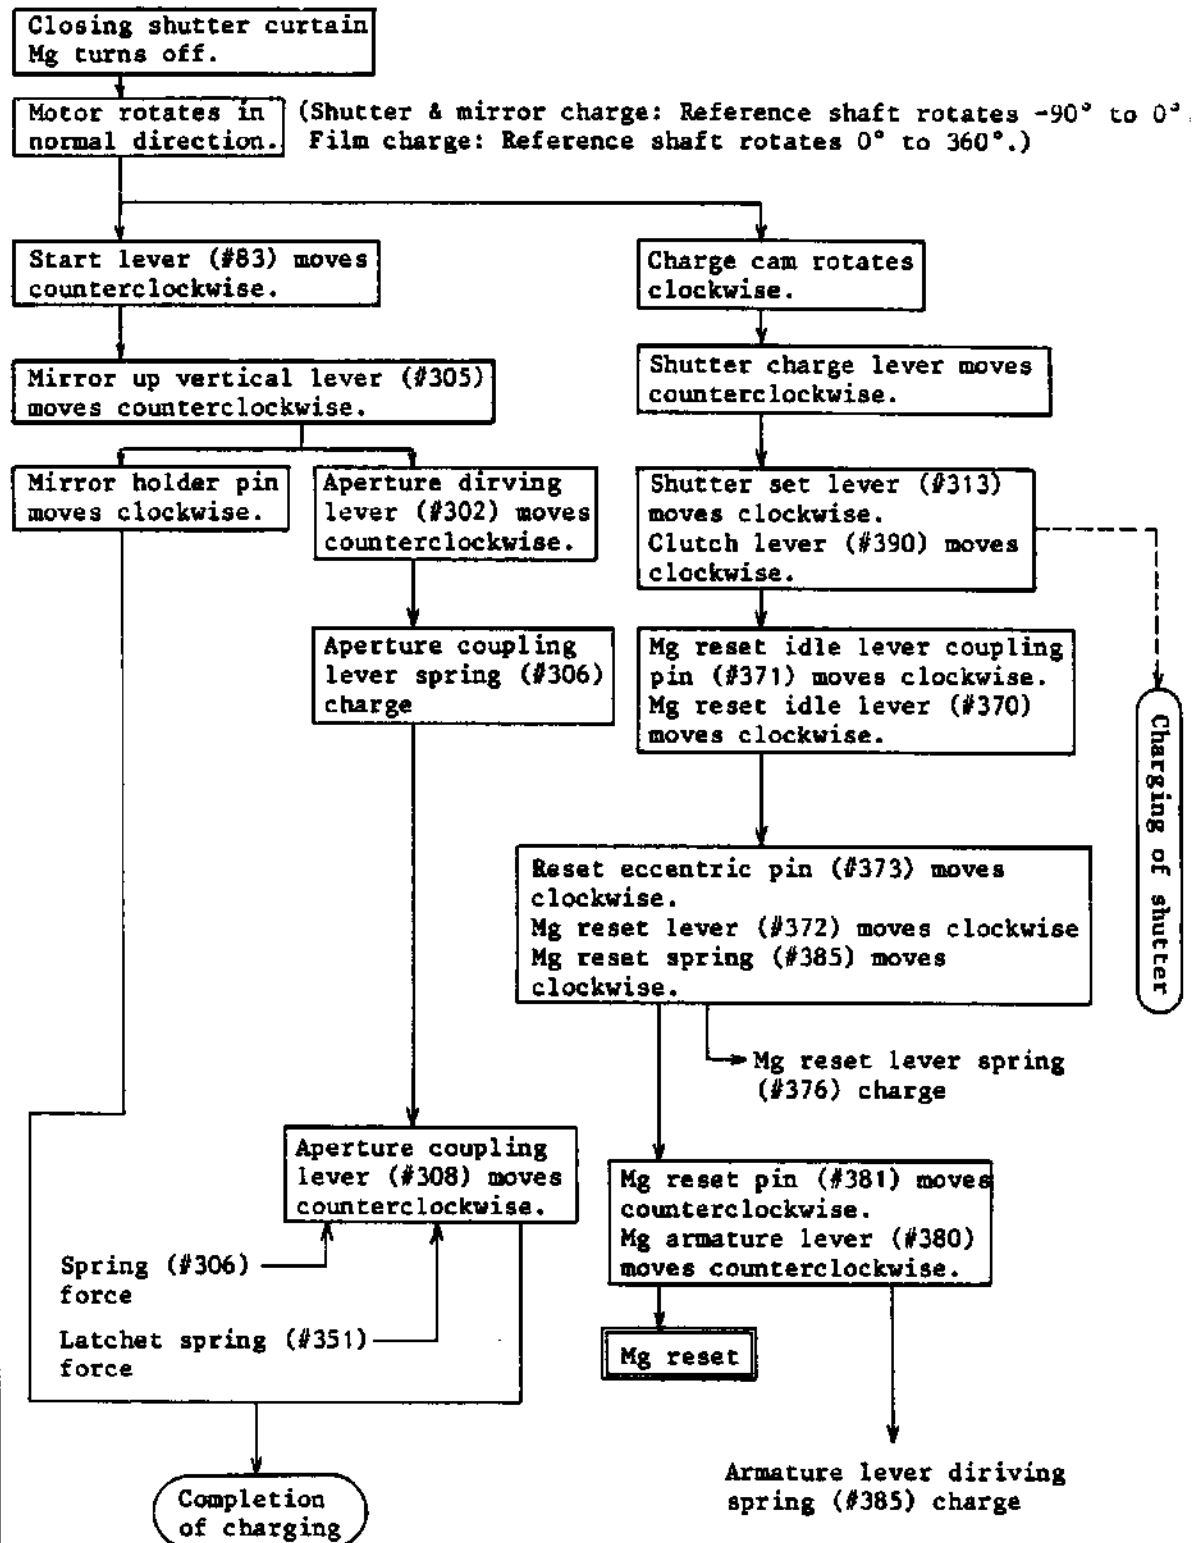 Closing shutter curtain
Mg turns off.
Motor rotates in
normal direction.
(Shutter & mirror charge: Reference shaft rotates -90° to 0°.
Film charge: Reference shaft rotates 0° to 360°.)
Start lever (#83) moves
counterclockwise.
Charge cam rotates
clockwise.
Mirror up vertical lever (#305)
moves counterclockwise.
Shutter charge lever moves
counterclockwise.
Mirror holder pin
moves clockwise.
Aperture dirving
lever (#302) moves
counterclockwise.
Shutter set lever (#313)
moves clockwise.
Clutch lever (#390) moves
clockwise.
Aperture coupling
lever spring (#306)
charge
Mg reset idle lever coupling
pin (#371) moves clockwise.
Mg reset idle lever (#370)
moves clockwise.
Charging of shutter
Reset eccentric pin (#373) moves
clockwise.
Mg reset lever (#372) moves clockwise
Mg reset spring (#385) moves
clockwise.
Mg reset lever spring
(#376) charge
Aperture coupling
lever (#308) moves
counterclockwise.
Mg reset pin (#381) moves
counterclockwise.
Mg armature lever (#380)
moves counterclockwise.
Spring (#306)
force
Latchet spring (#351)
force
Mg reset
Armature lever diriving
spring (#385) charge
Completion
of charging